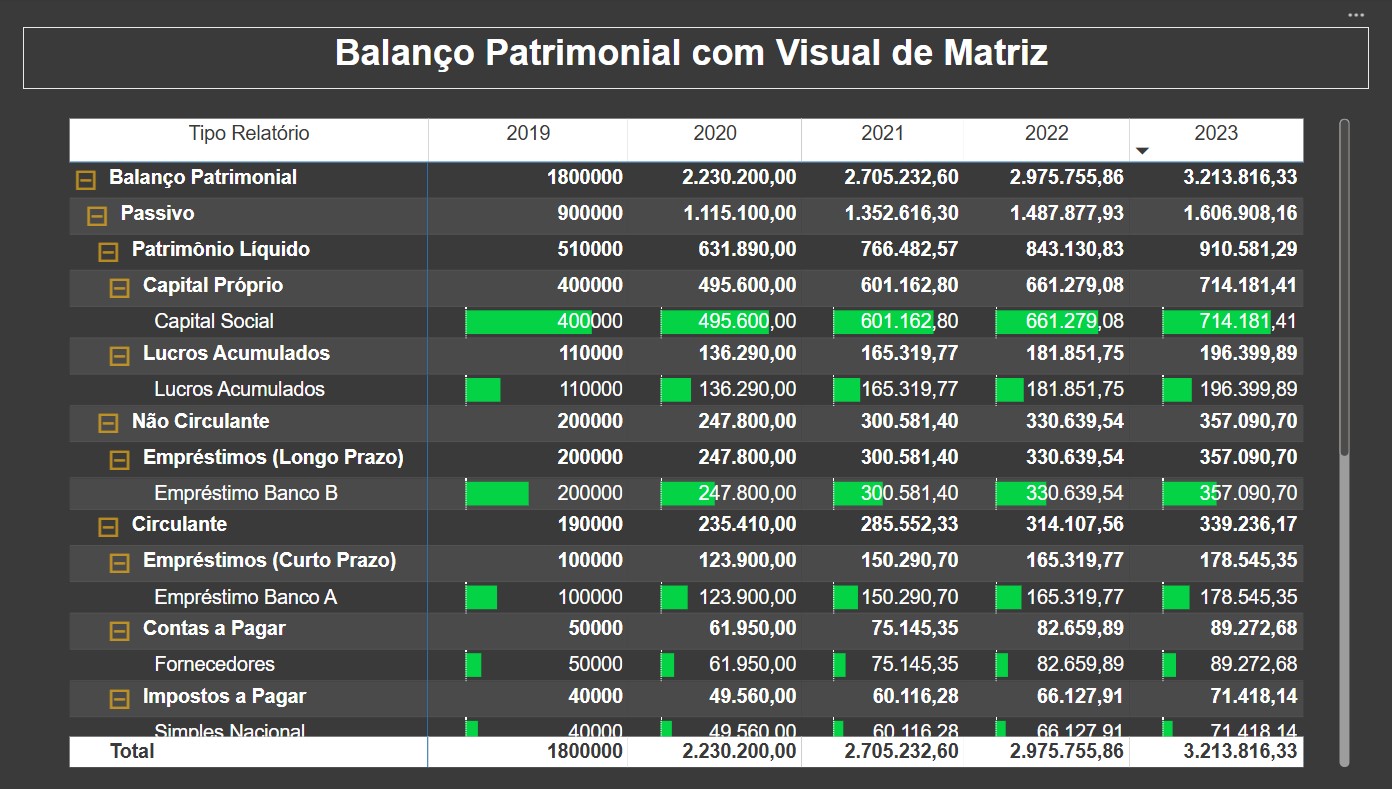 Balanço Patrimonial com Visual de Matriz
Tipo Relatório 2019 2020 2021 2022 2023
Balanço Patrimonial 1800000 2.230.200,00 2.705.232,60 2.975.755,86 3.213.816,33
Passivo 900000 1.115.100,00 1.352.616,30 1.487.877,93 1.606.908,16
Patrimônio Líquido 510000 631.890,00 766.482,57 843.130,83 910.581,29
Capital Próprio 400000 495.600,00 601.162,80 661.279,08 714.181,41
Capital Social 400000 495.600,00 601.162,80 661.279,08 714.181,41
Lucros Acumulados 110000 136.290,00 165.319,77 181.851,75 196.399,89
Lucros Acumulados 110000 136.290,00 165.319,77 181.851,75 196.399,89
Não Circulante 200000 247.800,00 300.581,40 330.639,54 357.090,70
Empréstimos (Longo Prazo) 200000 247.800,00 300.581,40 330.639,54 357.090,70
Empréstimo Banco B 200000 247.800,00 300.581,40 330.639,54 357.090,70
Circulante 190000 235.410,00 285.552,33 314.107,56 339.236,17
Empréstimos (Curto Prazo) 100000 123.900,00 150.290,70 165.319,77 178.545,35
Empréstimo Banco A 100000 123.900,00 150.290,70 165.319,77 178.545,35
Contas a Pagar 50000 61.950,00 75.145,35 82.659,89 89.272,68
Fornecedores 50000 61.950,00 75.145,35 82.659,89 89.272,68
Impostos a Pagar 40000 49.560,00 60.116,28 66.127,91 71.418,14
Simples Nacional 40000 49.560,00 60.116,28 66.127,91 71.418,14
Total 1800000 2.230.200,00 2.705.232,60 2.975.755,86 3.213.816,33